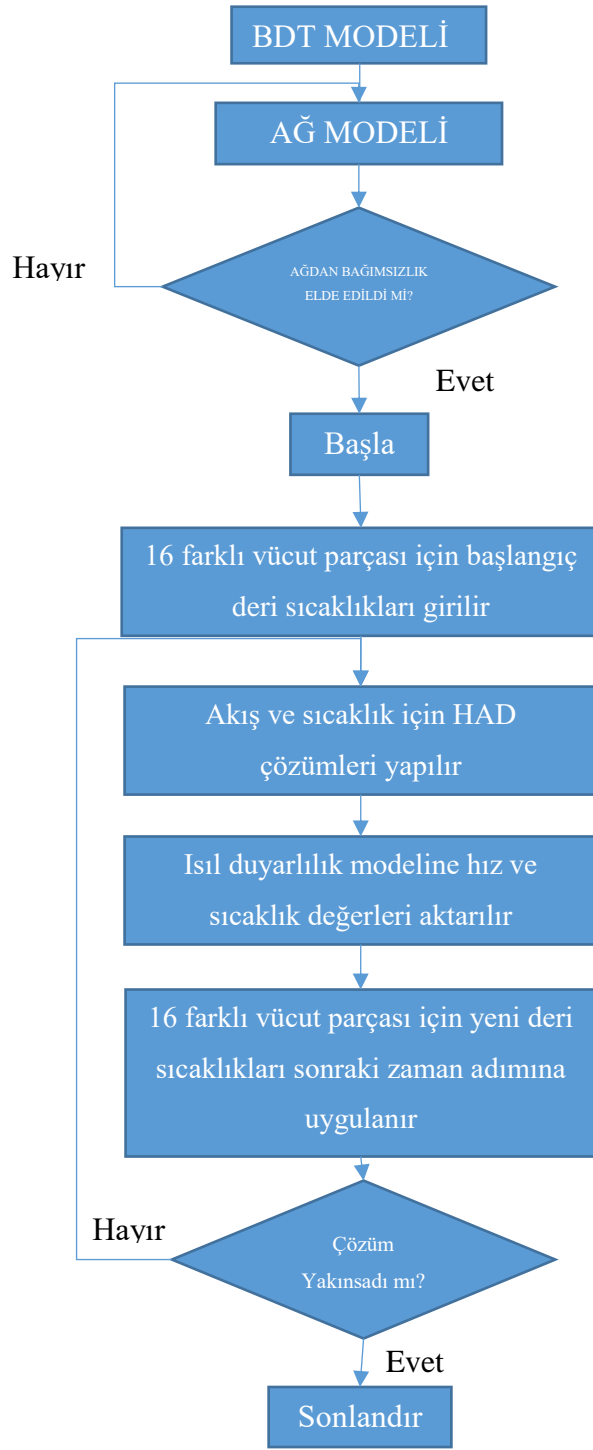 BDT MODELİ
AĞ MODELİ
Hayır
AĞDAN BAĞIMSIZLIK
ELDE EDİLDİ Mİ?
Evet
Başla
16 farklı vücut parçası için başlangıç
deri sıcaklıkları girilir
Akış ve sıcaklık için HAD
çözümleri yapılır
Isıl duyarlılık modeline hız ve
sıcaklık değerleri aktarılır
16 farklı vücut parçası için yeni deri
sıcaklıkları sonraki zaman adımına
uygulanır
Hayır
Çözüm
Yakınsadı mı?
Evet
Sonlandır